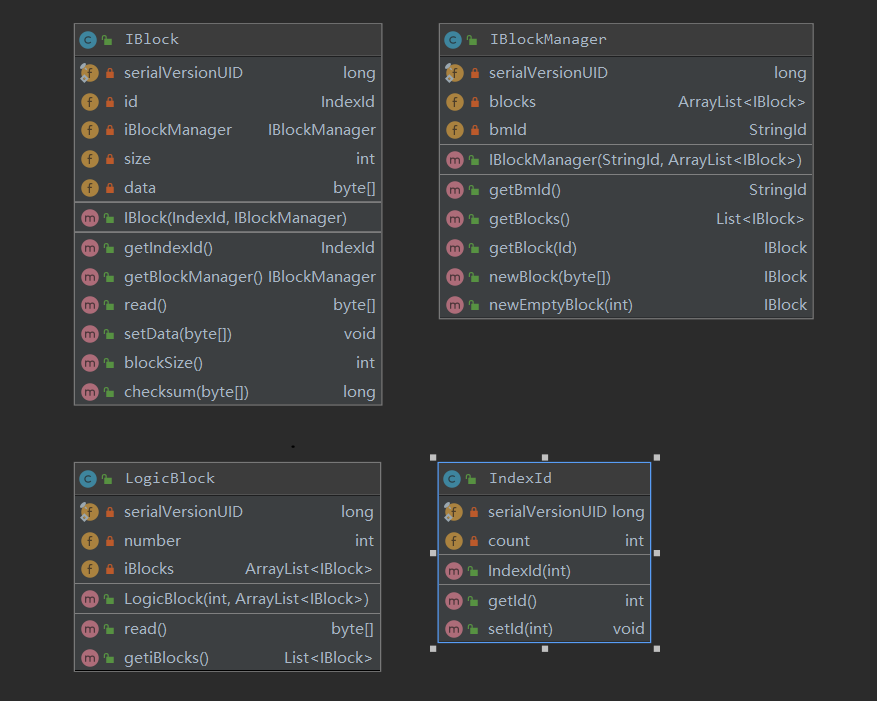 IBlock
serialVersionUID long
id IndexId
iBlockManager IBlockManager
size int
data byte[]
IBlock(IndexId, IBlockManager)
getIndexId() IndexId
getBlockManager() IBlockManager
read() byte[]
setData(byte[]) void
blockSize() int
checksum(byte[]) long
IBlockManager
serialVersionUID long
blocks ArrayList<IBlock>
bmId StringId
IBlockManager(StringId, ArrayList<IBlock>)
getBmId() StringId
getBlocks() List<IBlock>
getBlock(Id) IBlock
newBlock(byte[]) IBlock
newEmptyBlock(int) IBlock
LogicBlock
serialVersionUID long
number int
iBlocks ArrayList<IBlock>
LogicBlock(int, ArrayList<IBlock>)
read() byte[]
getiBlocks() List<IBlock>
IndexId
serialVersionUID long
count int
IndexId(int)
getId() int
setId(int) void